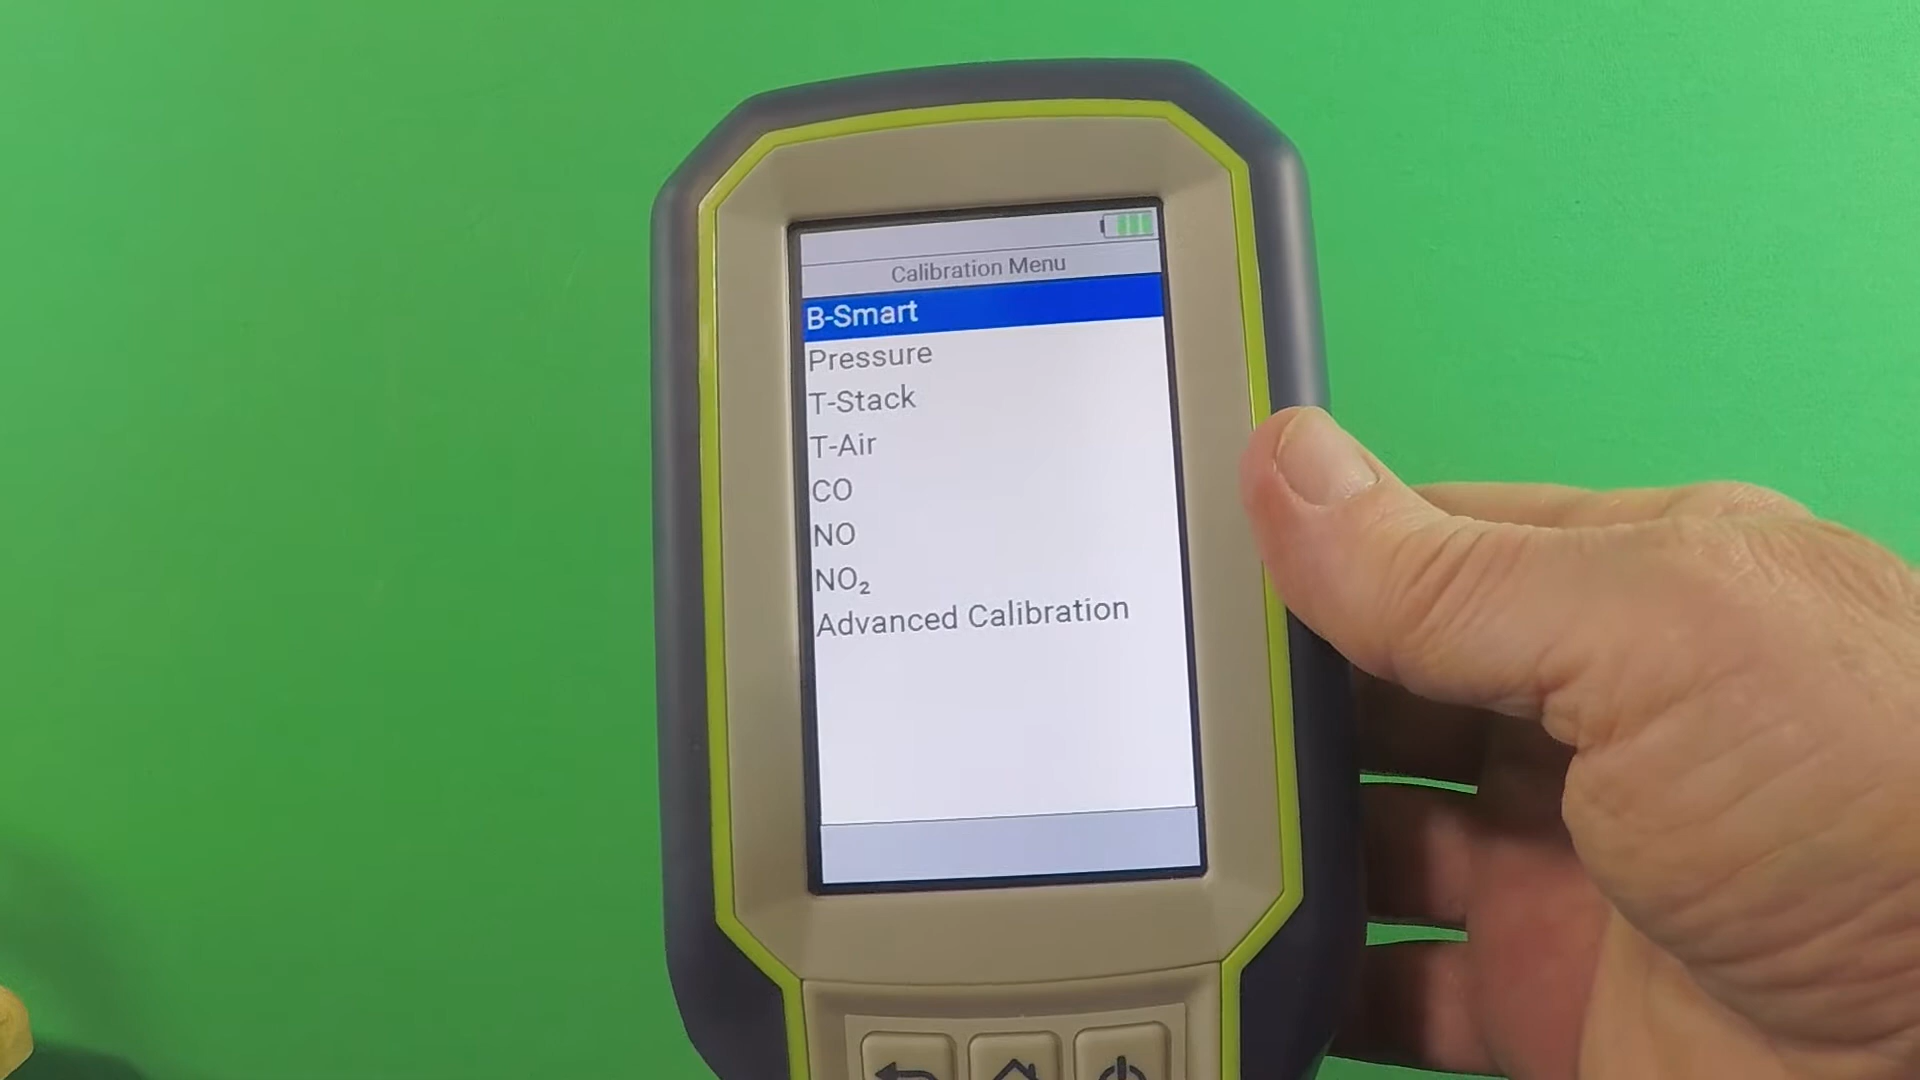 Calibration Menu
B-Smart
Pressure
T-Stack
T-Air
CO
NO
NO₂
Advanced Calibration